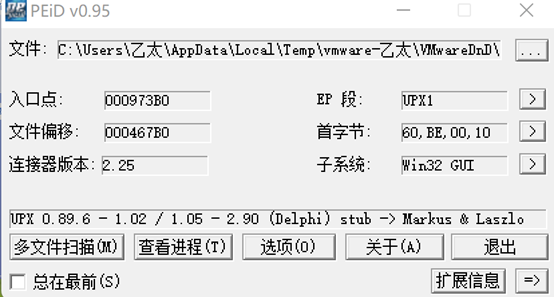 PEiD v0.95
文件: C:\Users\乙太\AppData\Local\Temp\vmware-乙太\VMwareDnD\ ...
入口点: 000973B0 EP 段: UPX1 >
文件偏移: 000467B0 首字节: 60,BE,00,10 >
连接器版本: 2.25 子系统: Win32 GUI >
UPX 0.89.6 - 1.02 / 1.05 - 2.90 (Delphi) stub -> Markus & Laszlo
多文件扫描(M) 查看进程(T) 选项(O) 关于(A) 退出
总在最前(S) 扩展信息 =>